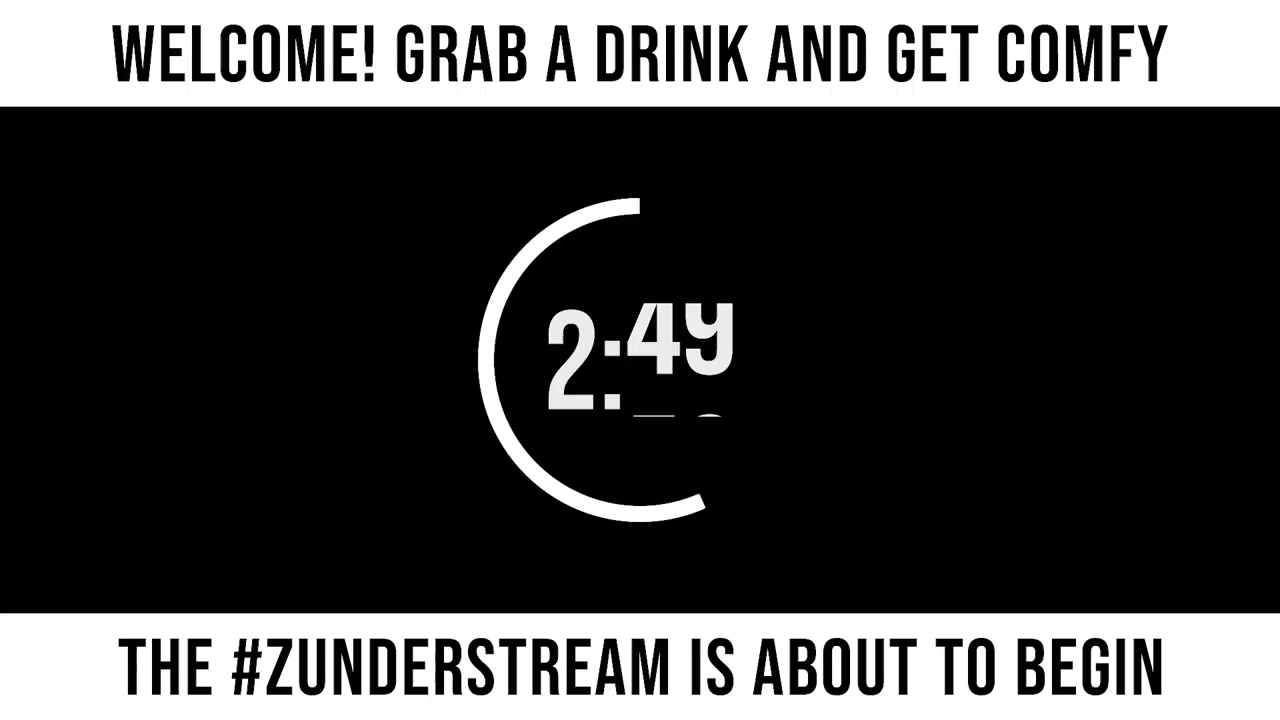 WELCOME! GRAB A DRINK AND GET COMFY
2:49
THE #ZUNDERSTREAM IS ABOUT TO BEGIN